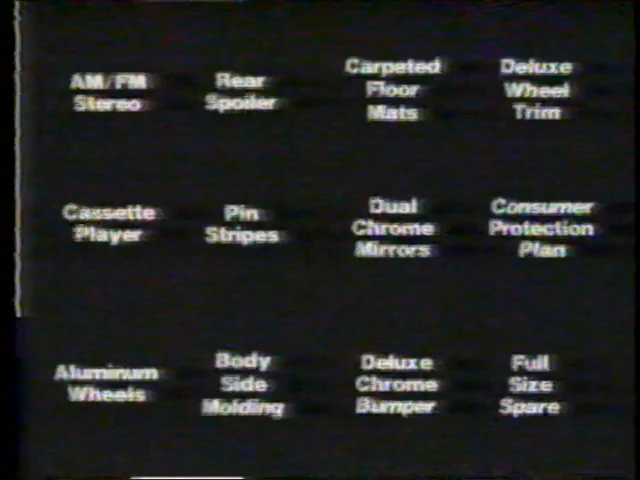 AM/FM
Stereo
Rear
Spoiler
Carpeted
Floor
Mats
Deluxe
Wheel
Trim
Cassette
Player
Pin
Stripes
Dual
Chrome
Mirrors
Consumer
Protection
Plan
Aluminum
Wheels
Body
Side
Molding
Deluxe
Chrome
Bumper
Full
Size
Spare